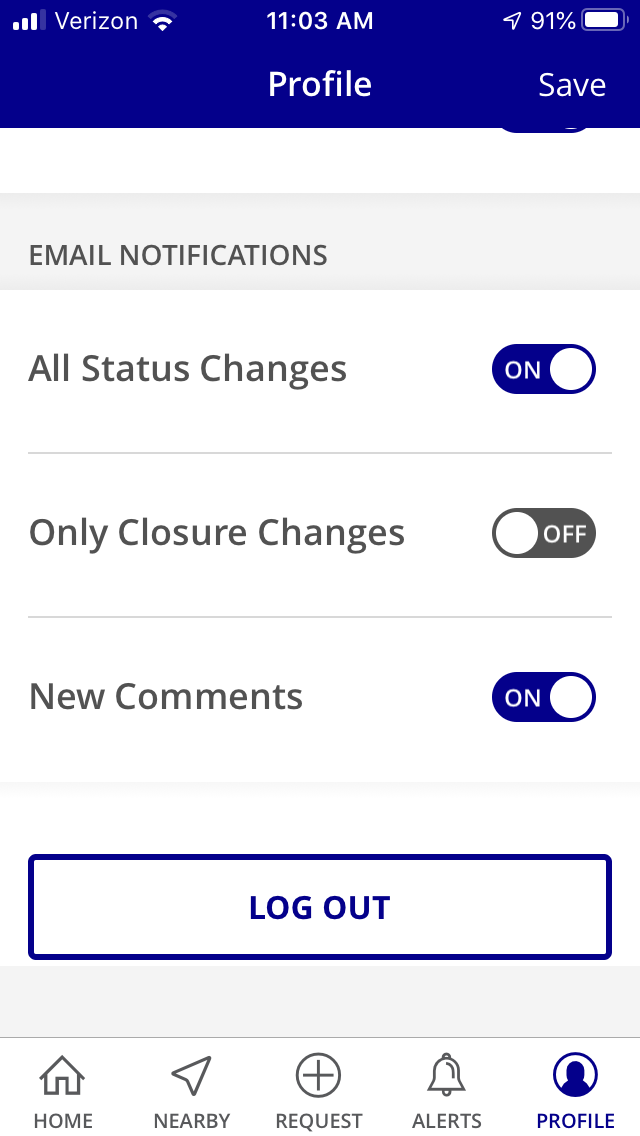 Verizon 11:03 AM 91%
Profile Save
EMAIL NOTIFICATIONS
All Status Changes ON
Only Closure Changes OFF
New Comments ON
LOG OUT
HOME NEARBY REQUEST ALERTS PROFILE